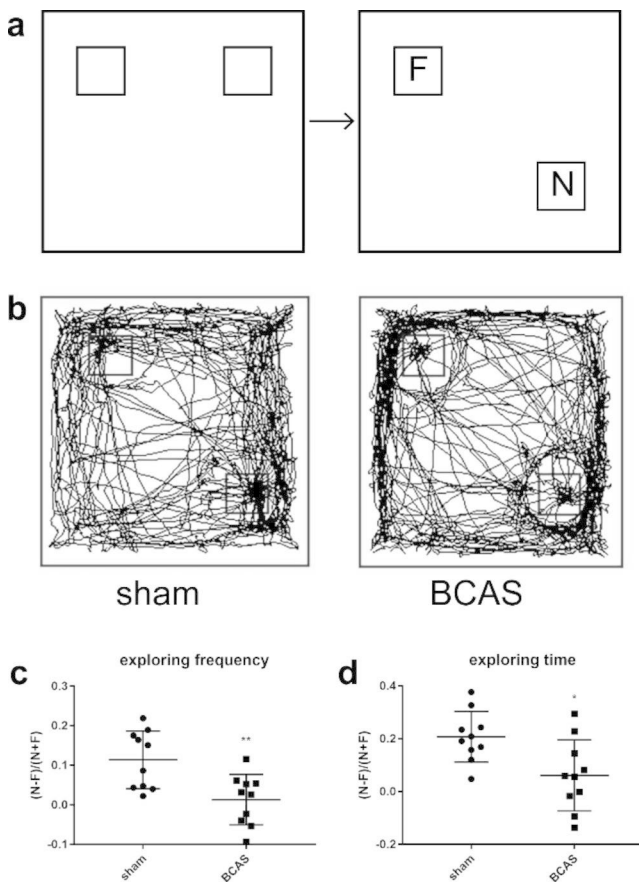 a
F
N
b
sham
BCAS
c
exploring frequency
(N-F)/(N+F)
0.3
0.2
0.1
0.0
-0.1
**
sham
BCAS
d
exploring time
(N-F)/(N+F)
0.4
0.2
0.0
-0.2
*
sham
BCAS